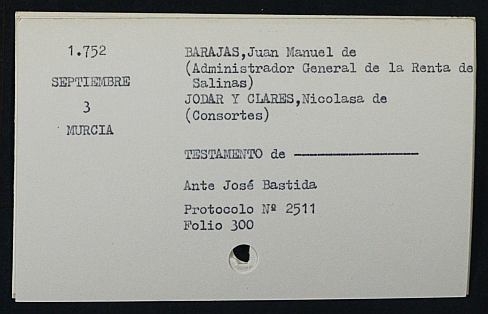 1.752
SEPTIEMBRE
3
MURCIA
BARAJAS,Juan Manuel de
(Administrador General de la Renta de
Salinas)
JODAR Y CLARES,Nicolasa de
(Consortes)
TESTAMENTO de ——————————
Ante José Bastida
Protocolo Nº 2511
Folio 300